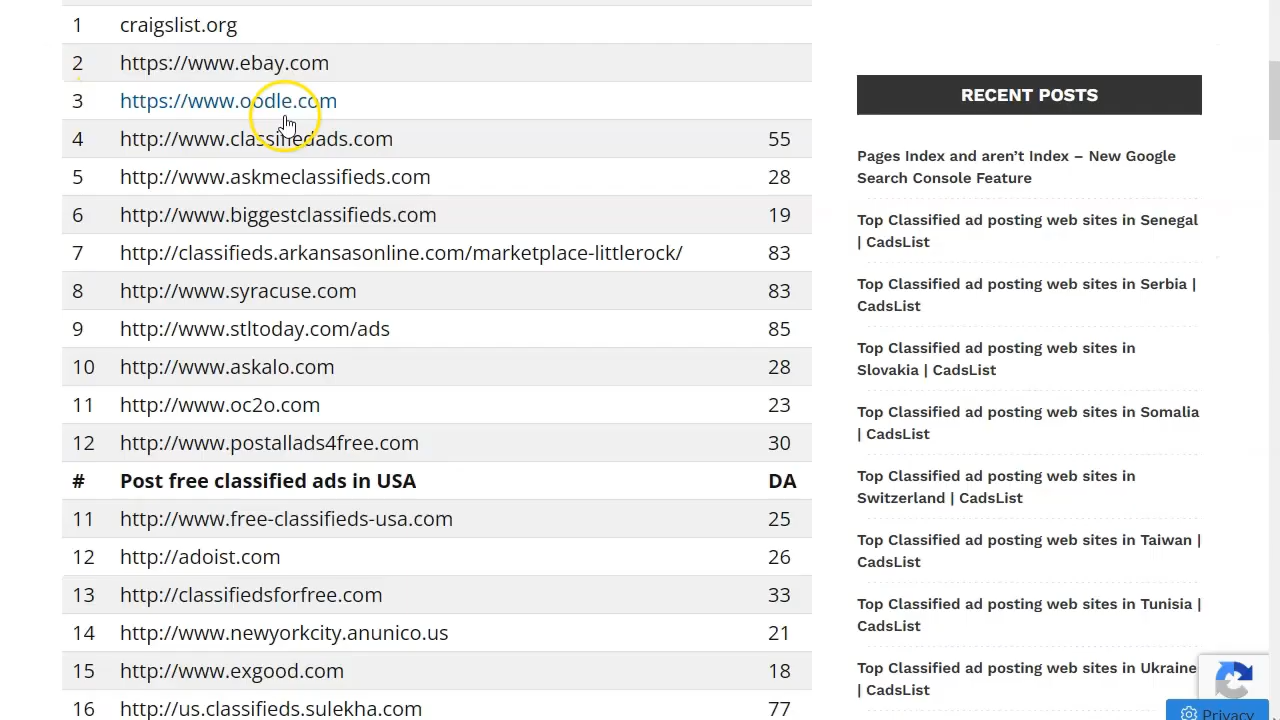 1 craigslist.org
2 https://www.ebay.com
3 https://www.oodle.com
4 http://www.classifiedads.com 55
5 http://www.askmeclassifieds.com 28
6 http://www.biggestclassifieds.com 19
7 http://classifieds.arkansasonline.com/marketplace-littlerock/ 83
8 http://www.syracuse.com 83
9 http://www.stltoday.com/ads 85
10 http://www.askalo.com 28
11 http://www.oc2o.com 23
12 http://www.postallads4free.com 30
# Post free classified ads in USA DA
11 http://www.free-classifieds-usa.com 25
12 http://adoist.com 26
13 http://classifiedsforfree.com 33
14 http://www.newyorkcity.anunico.us 21
15 http://www.exgood.com 18
16 http://us.classifieds.sulekha.com 77
RECENT POSTS
Pages Index and aren’t Index – New Google
Search Console Feature
Top Classified ad posting web sites in Senegal
| CadsList
Top Classified ad posting web sites in Serbia |
CadsList
Top Classified ad posting web sites in
Slovakia | CadsList
Top Classified ad posting web sites in Somalia
| CadsList
Top Classified ad posting web sites in
Switzerland | CadsList
Top Classified ad posting web sites in Taiwan |
CadsList
Top Classified ad posting web sites in Tunisia |
CadsList
Top Classified ad posting web sites in Ukraine
| CadsList
Privacy